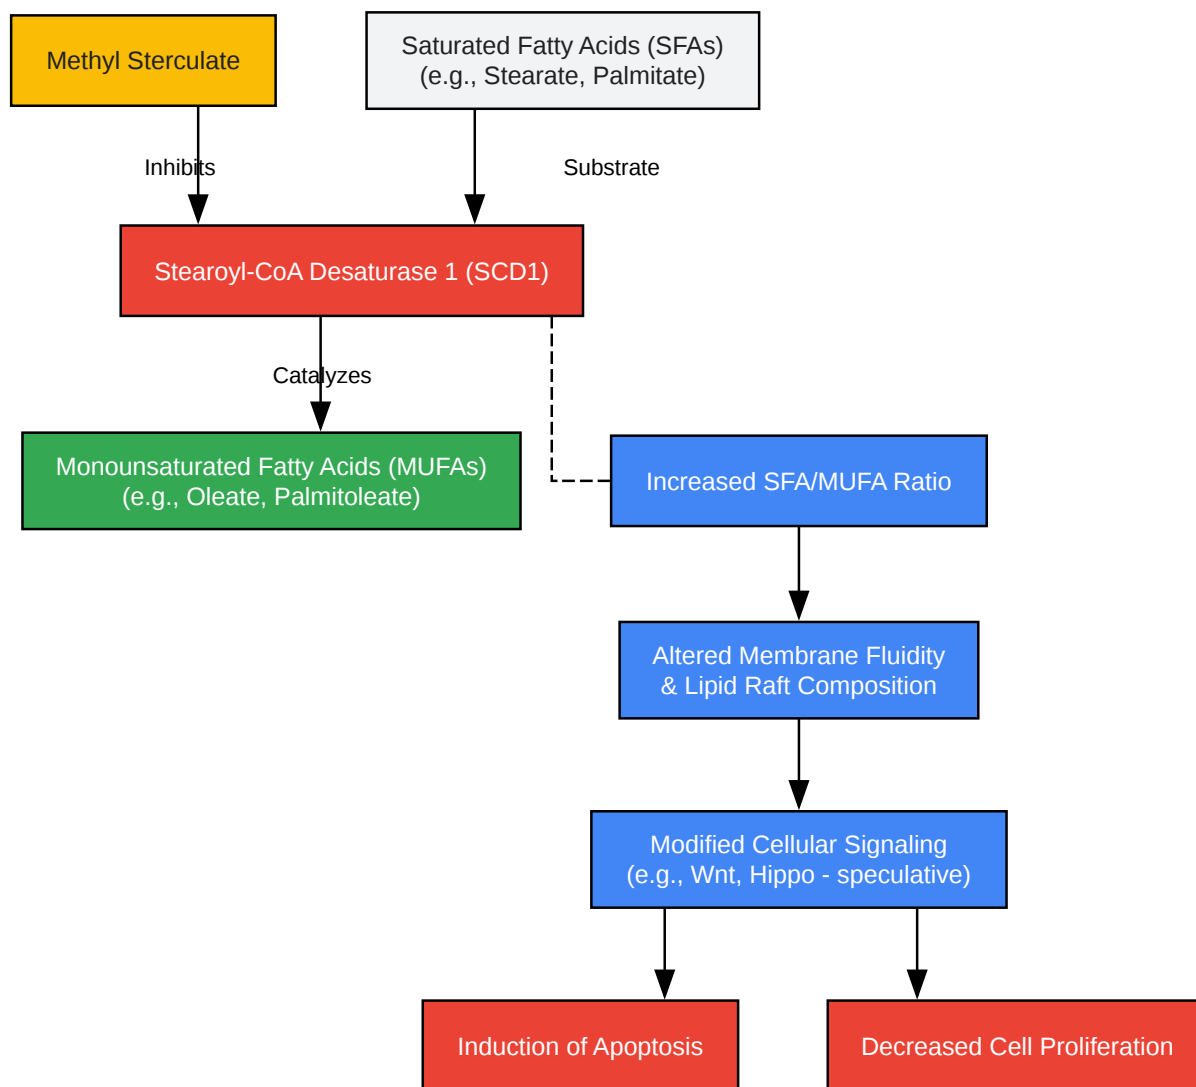 Methyl Sterculate
Saturated Fatty Acids (SFAs)
(e.g., Stearate, Palmitate)
Inhibits
Substrate
Stearoyl-CoA Desaturase 1 (SCD1)
Catalyzes
Monounsaturated Fatty Acids (MUFAs)
(e.g., Oleate, Palmitoleate)
Increased SFA/MUFA Ratio
Altered Membrane Fluidity
& Lipid Raft Composition
Modified Cellular Signaling
(e.g., Wnt, Hippo - speculative)
Induction of Apoptosis
Decreased Cell Proliferation